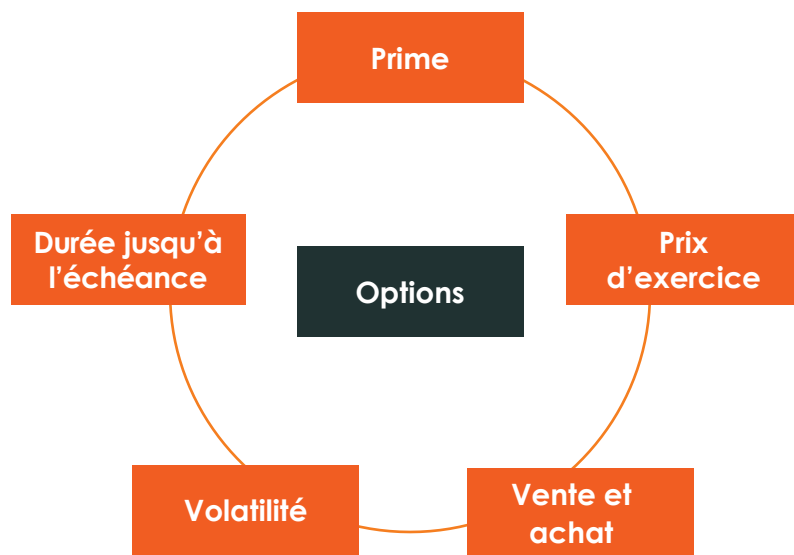 Prime
Durée jusqu’à
l’échéance
Prix
d’exercice
Options
Volatilité
Vente et
achat